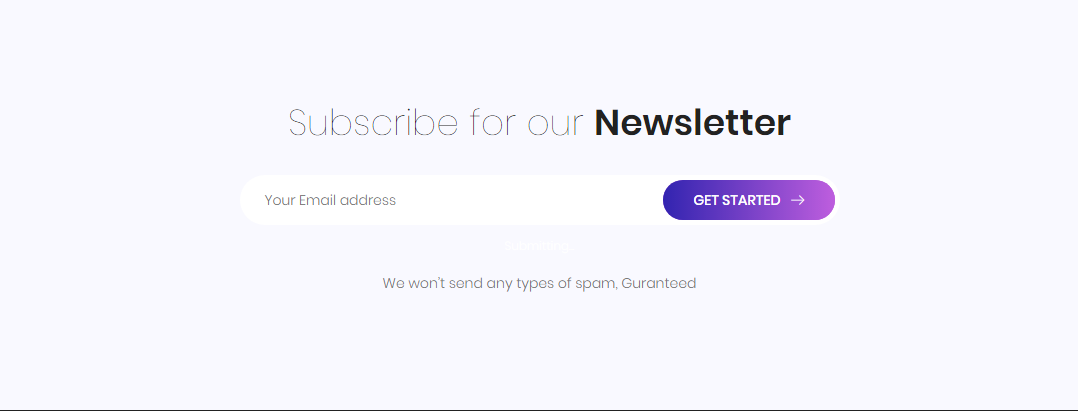 Subscribe for our Newsletter
Your Email address
GET STARTED
We won't send any types of spam, Guranteed